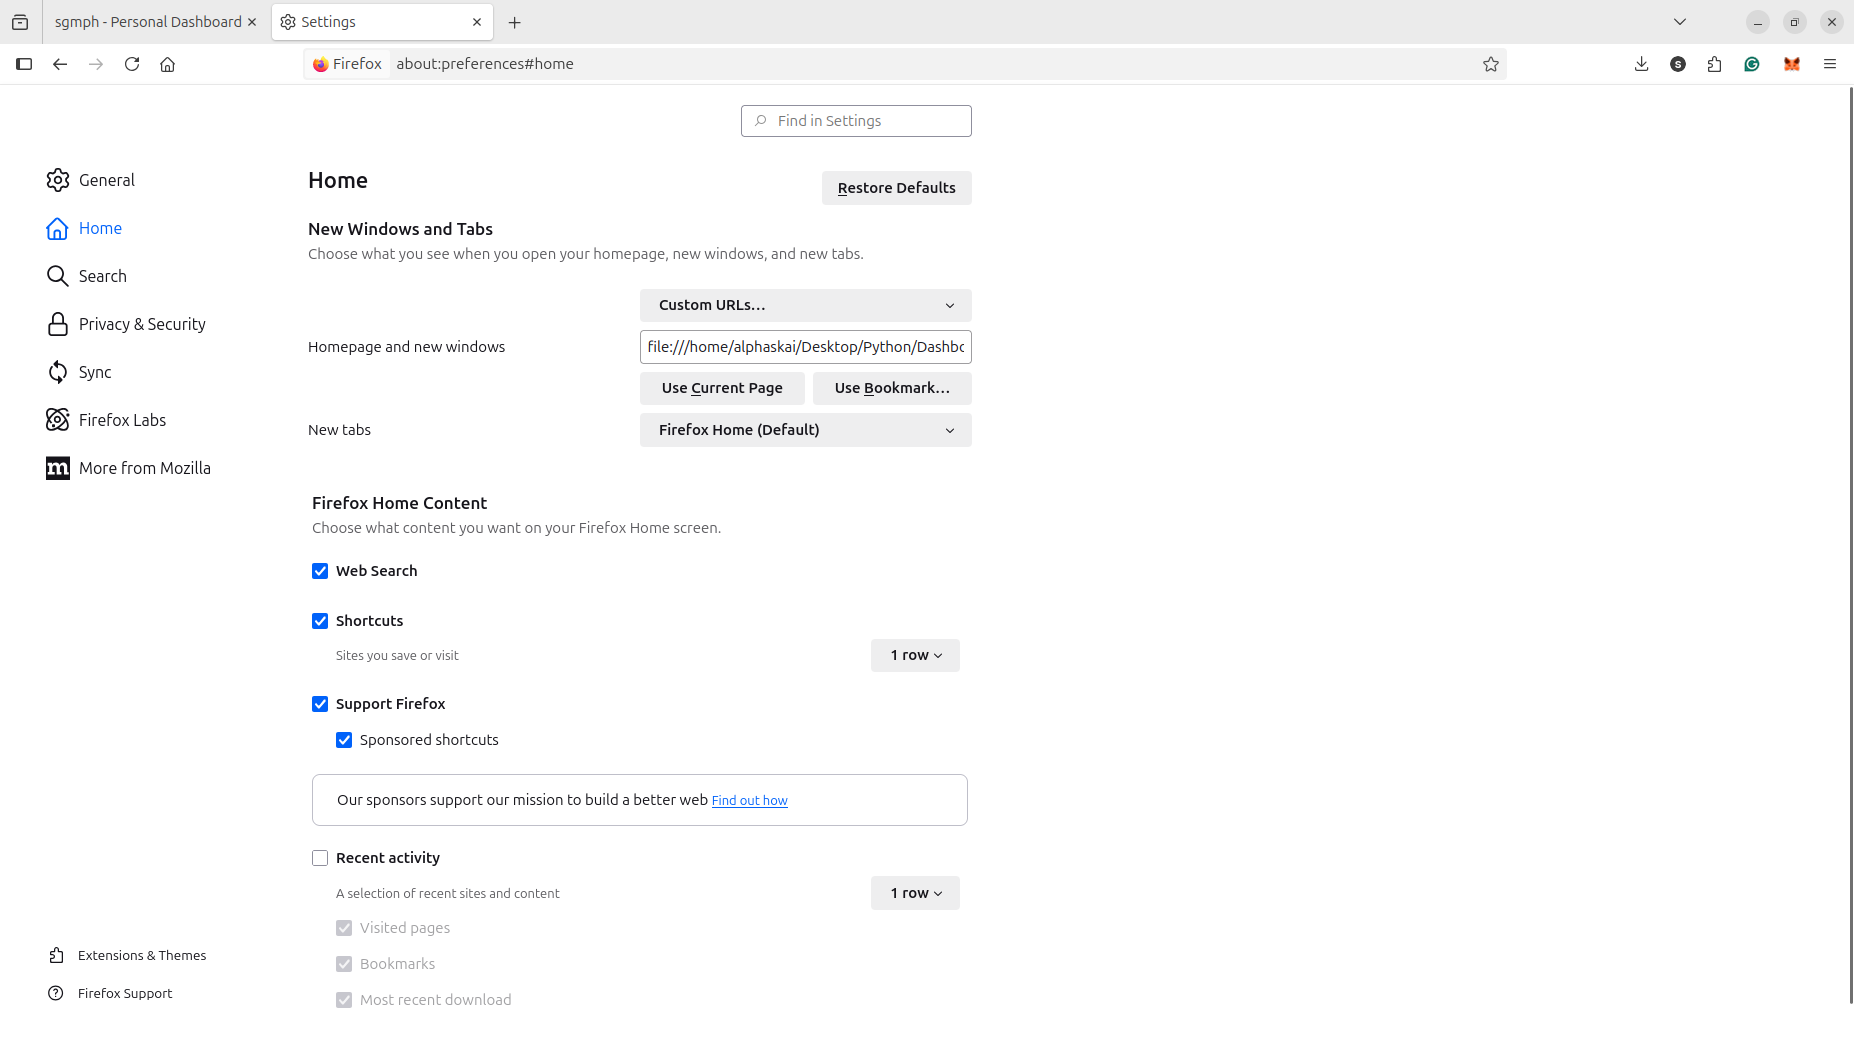 sgmph - Personal Dashboard
Settings
Firefox
about:preferences#home
S
G
Find in Settings
General
Home
Search
Privacy & Security
Sync
Firefox Labs
m
More from Mozilla
Extensions & Themes
Firefox Support
Home
Restore Defaults
New Windows and Tabs
Choose what you see when you open your homepage, new windows, and new tabs.
Custom URLs...
Homepage and new windows
file:///home/alphaskai/Desktop/Python/Dashbo
Use Current Page
Use Bookmark...
New tabs
Firefox Home (Default)
Firefox Home Content
Choose what content you want on your Firefox Home screen.
Web Search
Shortcuts
Sites you save or visit
1 row
Support Firefox
Sponsored shortcuts
Our sponsors support our mission to build a better web Find out how
Recent activity
A selection of recent sites and content
1 row
Visited pages
Bookmarks
Most recent download